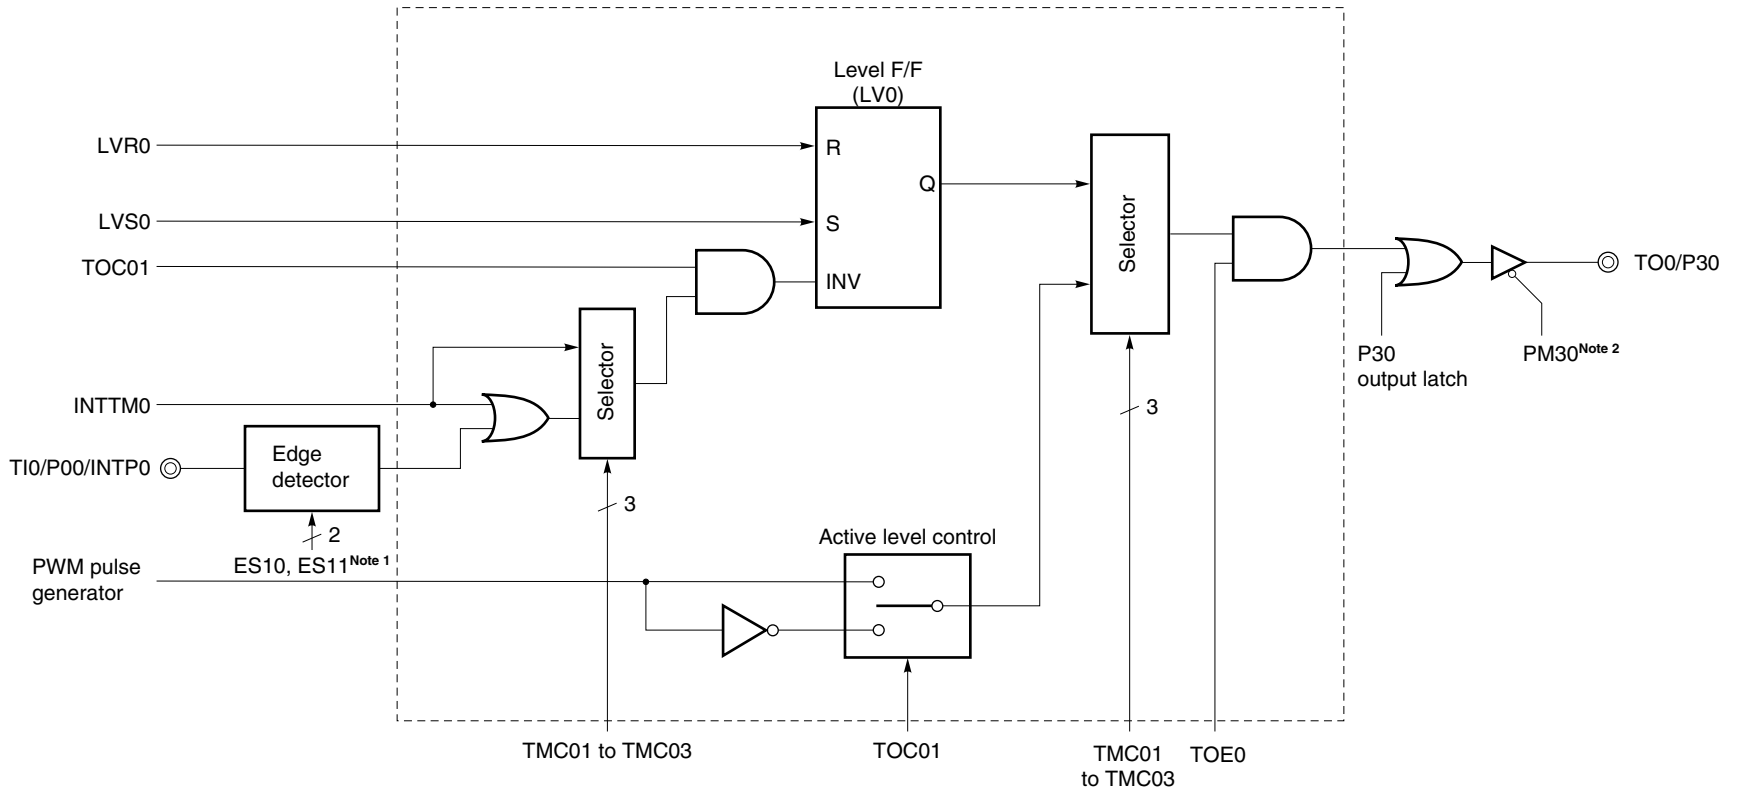 Level F/F
(LV0)
LVR0
R
Q
LVS0
S
TOC01
INV
Selector
Selector
TO0/P30
P30
output latch
PM30Note 2
INTTM0
3
Edge
detector
TI0/P00/INTP0
3
2
ES10, ES11Note 1
Active level control
PWM pulse
generator
TMC01 to TMC03
TOC01
TMC01
to TMC03
TOE0